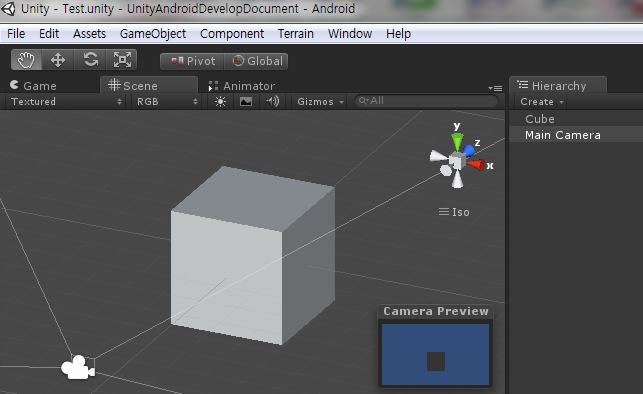 Unity - Test.unity - UnityAndroidDevelopDocument - Android
File Edit Assets GameObject Component Terrain Window Help
Pivot Global
Game Scene Animator Hierarchy
Textured RGB Gizmos All Create
Cube
Main Camera
y
z
x
Iso
Camera Preview